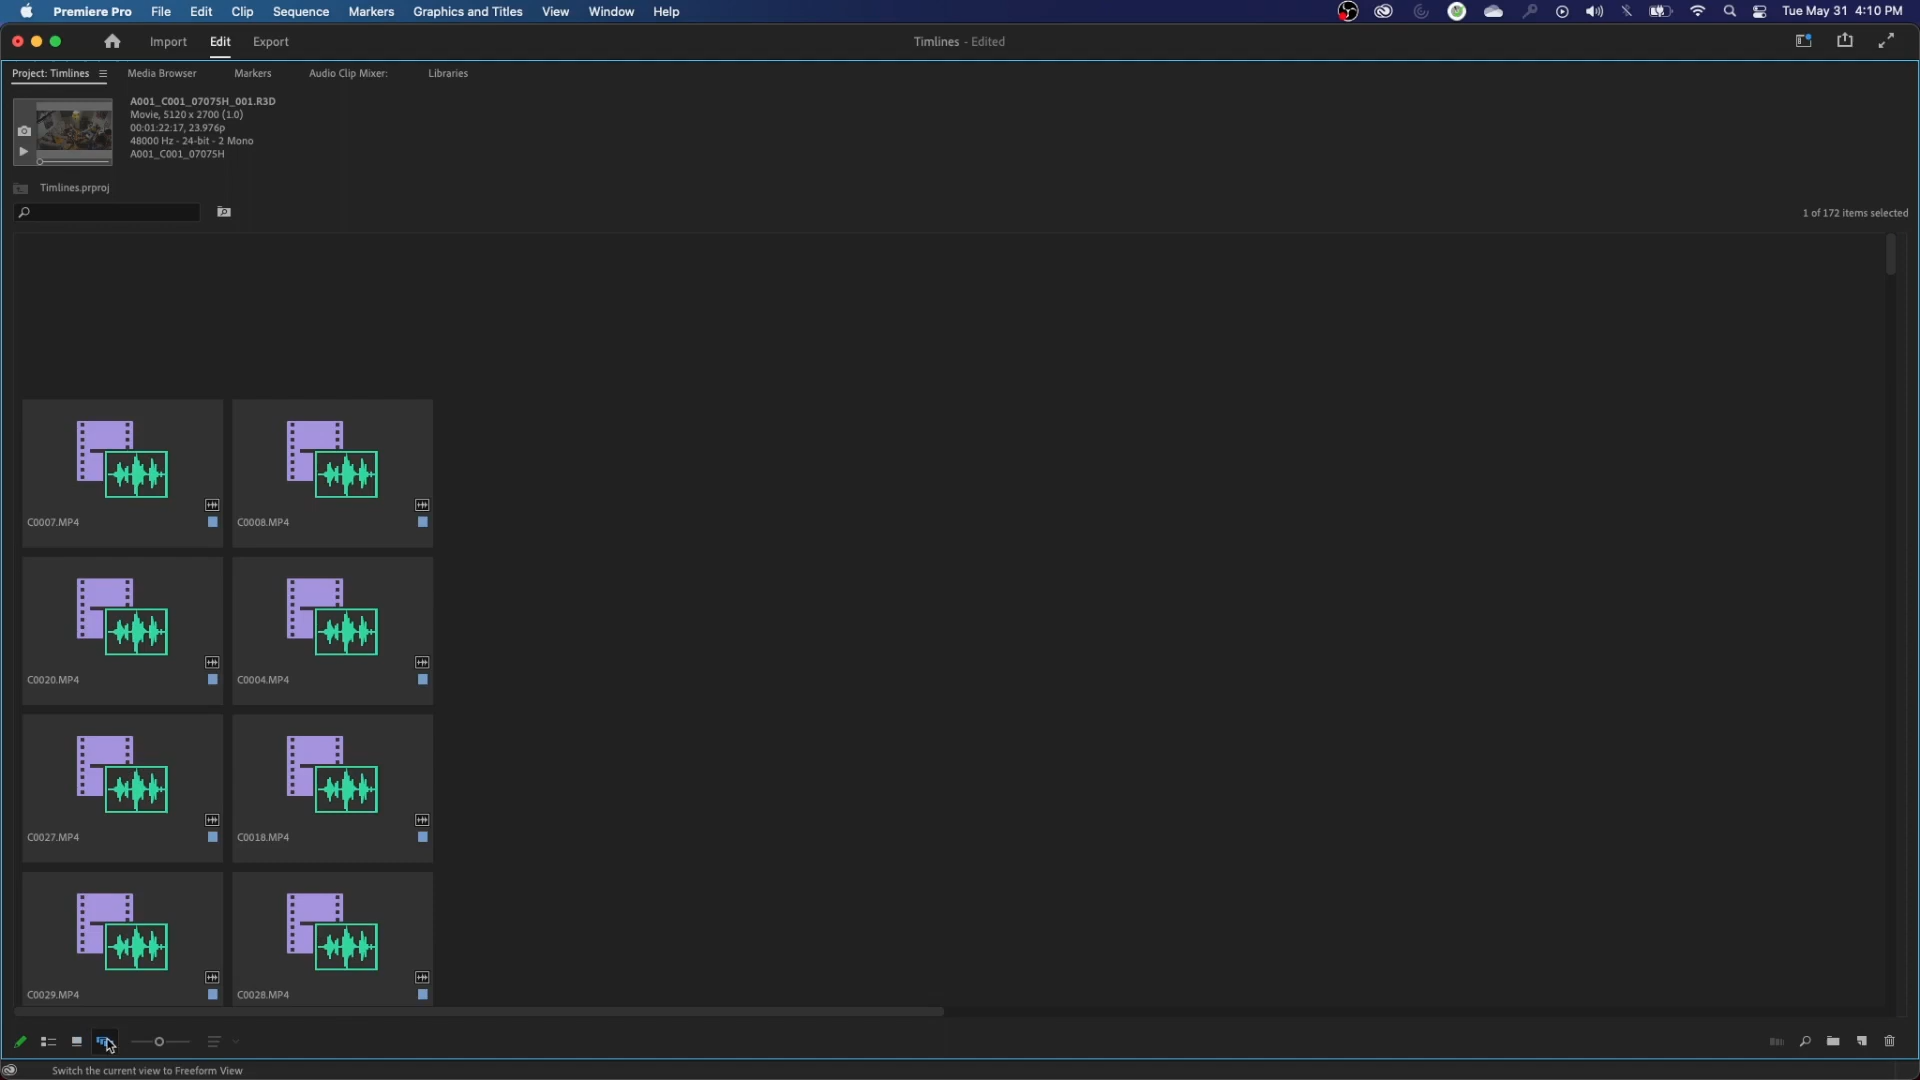 Premiere Pro File Edit Clip Sequence Markers Graphics and Titles View Window Help Tue May 31 4:10 PM
Import Edit Export Timlines - Edited
Project: Timlines Media Browser Markers Audio Clip Mixer: Libraries
A001_C001_0707SH_001.R3D
Movie, 5120 x 2700 (1.0)
00:01:22:17, 23.976p
48000 Hz - 24-bit - 2 Mono
A001_C001_0707SH
Timlines.prproj
1 of 172 items selected
C0007.MP4 C0008.MP4
C0020.MP4 C0004.MP4
C0027.MP4 C0018.MP4
C0029.MP4 C0028.MP4
Switch the current view to Freeform View